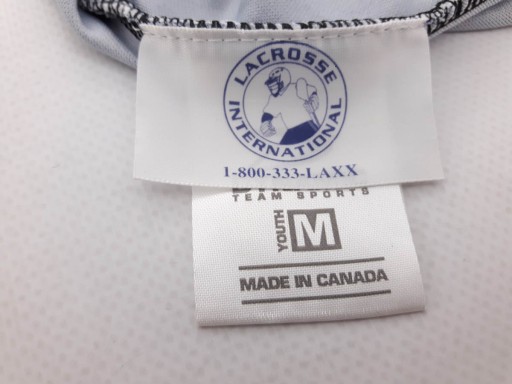 LACROSSE
INTERNATIONAL
1-800-333-LAXX
TEAM SPORTS
YOUTH M
MADE IN CANADA